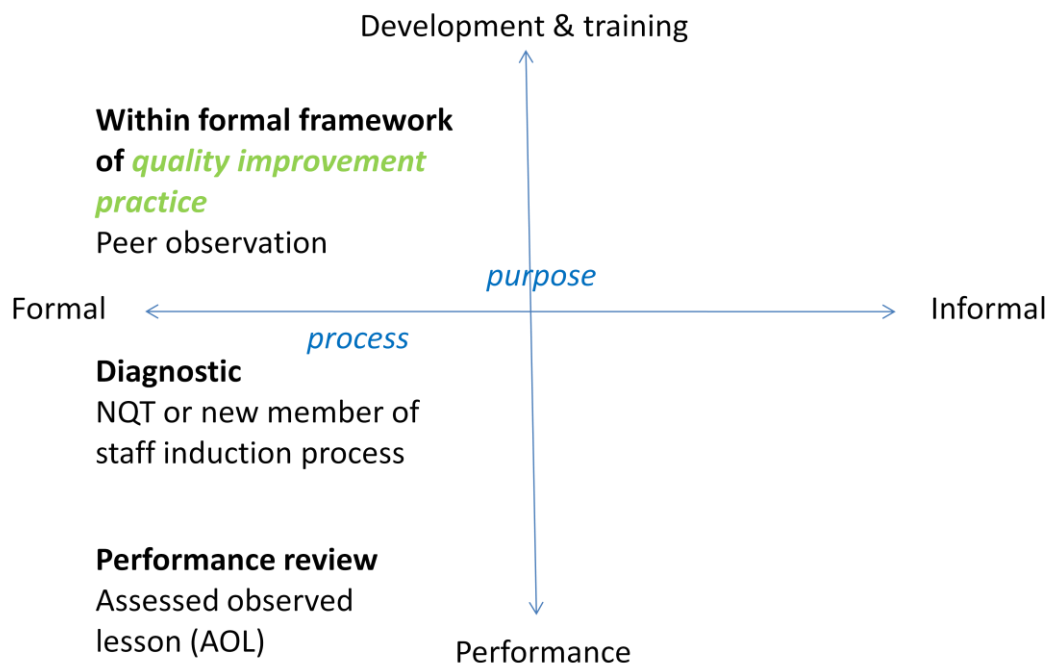 Development & training
Within formal framework
of quality improvement
practice
Peer observation
purpose
Formal
Informal
process
Diagnostic
NQT or new member of
staff induction process
Performance review
Assessed observed
lesson (AOL)
Performance